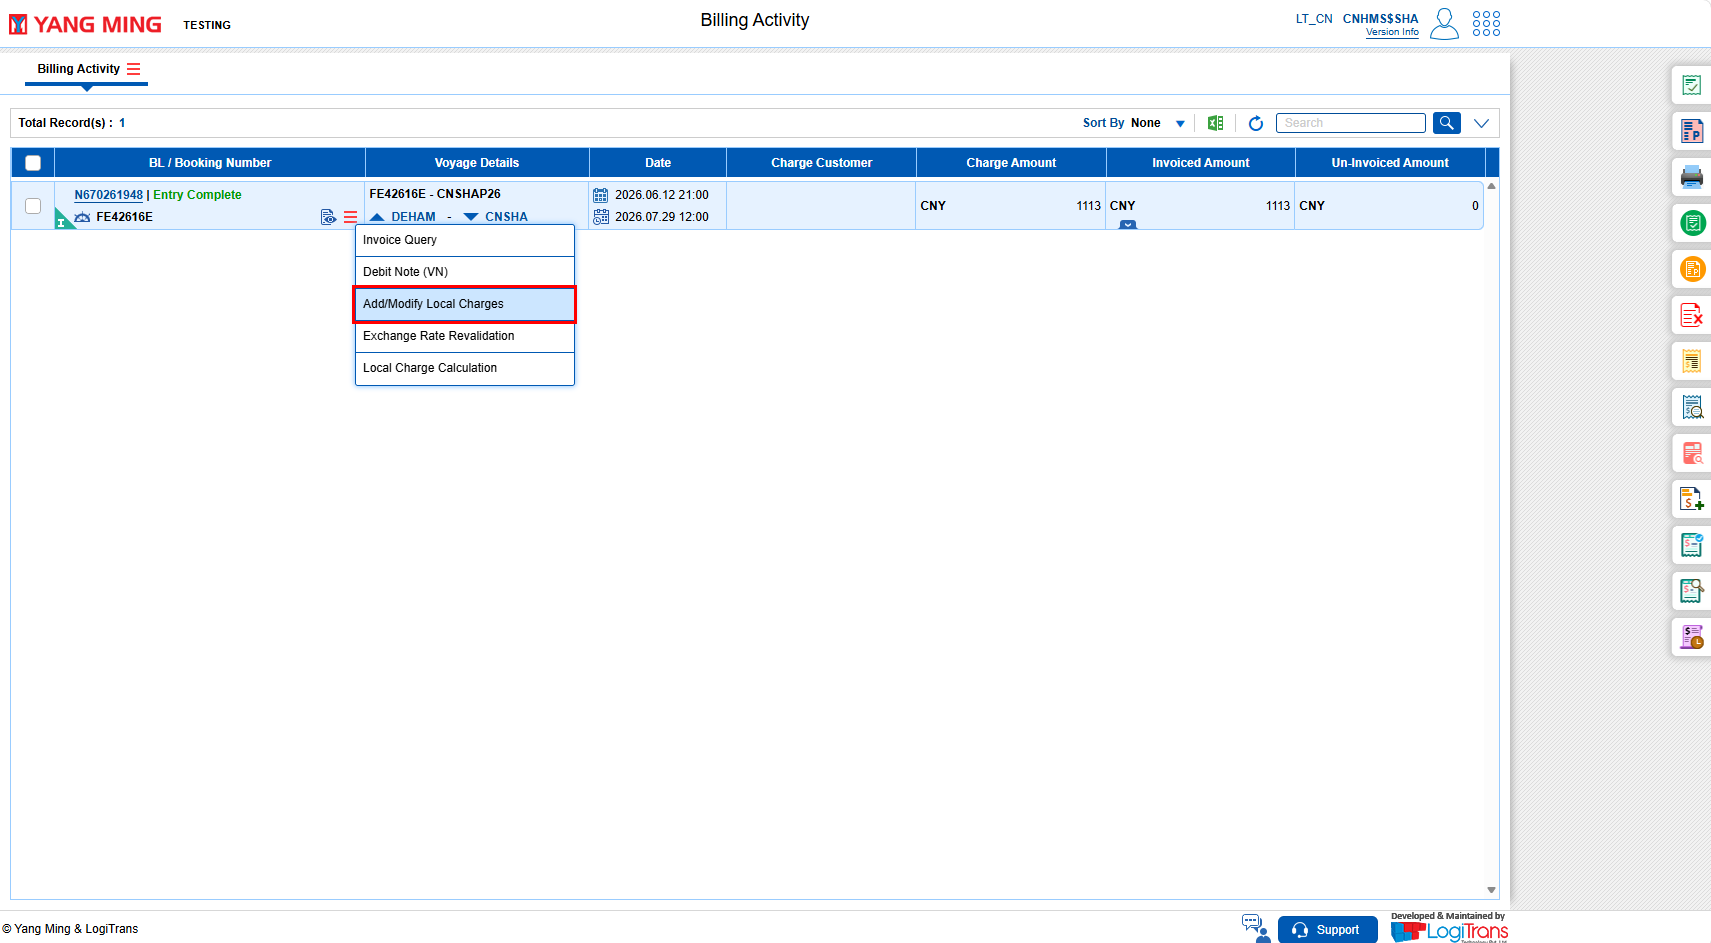 YANG MING TESTING
Billing Activity
LT_CN CNHMS$SHA
Version Info
Billing Activity
Total Record(s) : 1
Sort By None
Search
BL / Booking Number Voyage Details Date Charge Customer Charge Amount Invoiced Amount Un-Invoiced Amount
N670261948 | Entry Complete FE42616E - CNSHAP26 2026.06.12 21:00
CNY 1113 CNY 1113 CNY 0
I FE42616E DEHAM - CNSHA 2026.07.29 12:00
Invoice Query
Debit Note (VN)
Add/Modify Local Charges
Exchange Rate Revalidation
Local Charge Calculation
© Yang Ming & LogiTrans
Support
Developed & Maintained by
LogiTrans